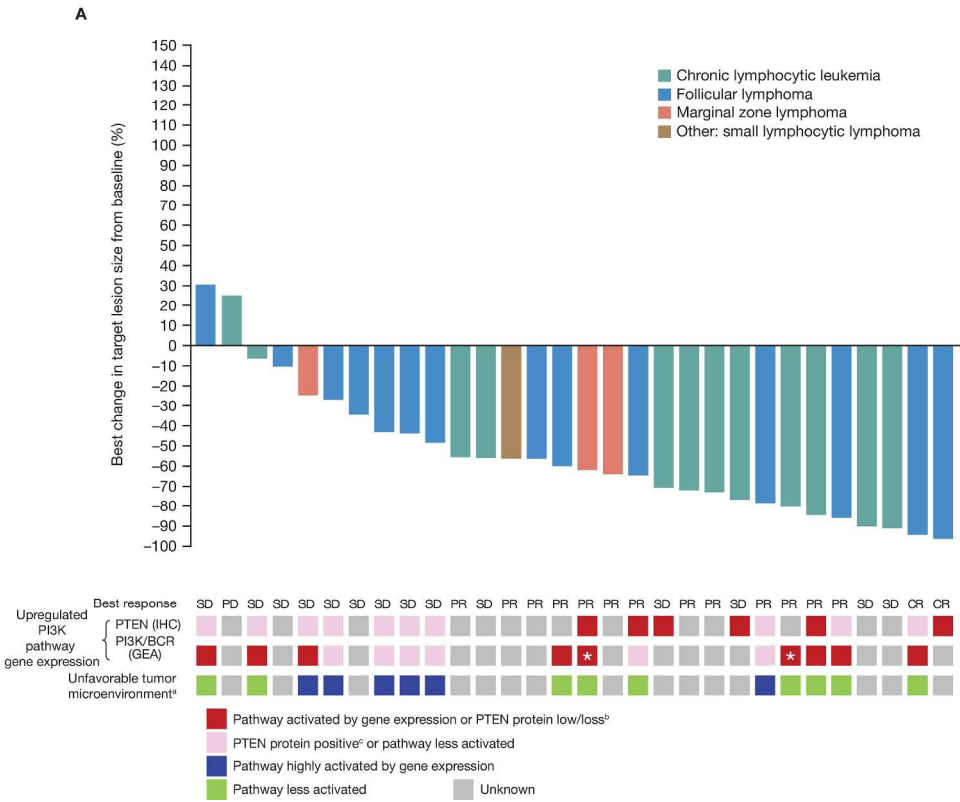 A
150
140
130
120
110
100
90
80
70
60
50
40
30
20
10
0
−10
−20
−30
−40
−50
−60
−70
−80
−90
−100
Best change in target lesion size from baseline (%)
Chronic lymphocytic leukemia
Follicular lymphoma
Marginal zone lymphoma
Other: small lymphocytic lymphoma
Best response SD PD SD SD SD SD SD SD SD SD PR SD PR PR PR PR PR PR SD PR PR SD PR PR PR PR SD SD CR CR
Upregulated
PI3K
pathway
gene expression
PTEN (IHC)
PI3K/BCR
(GEA)
* *
Unfavorable tumor
microenvironmentᵃ
Pathway activated by gene expression or PTEN protein low/lossᵇ
PTEN protein positiveᶜ or pathway less activated
Pathway highly activated by gene expression
Pathway less activated Unknown